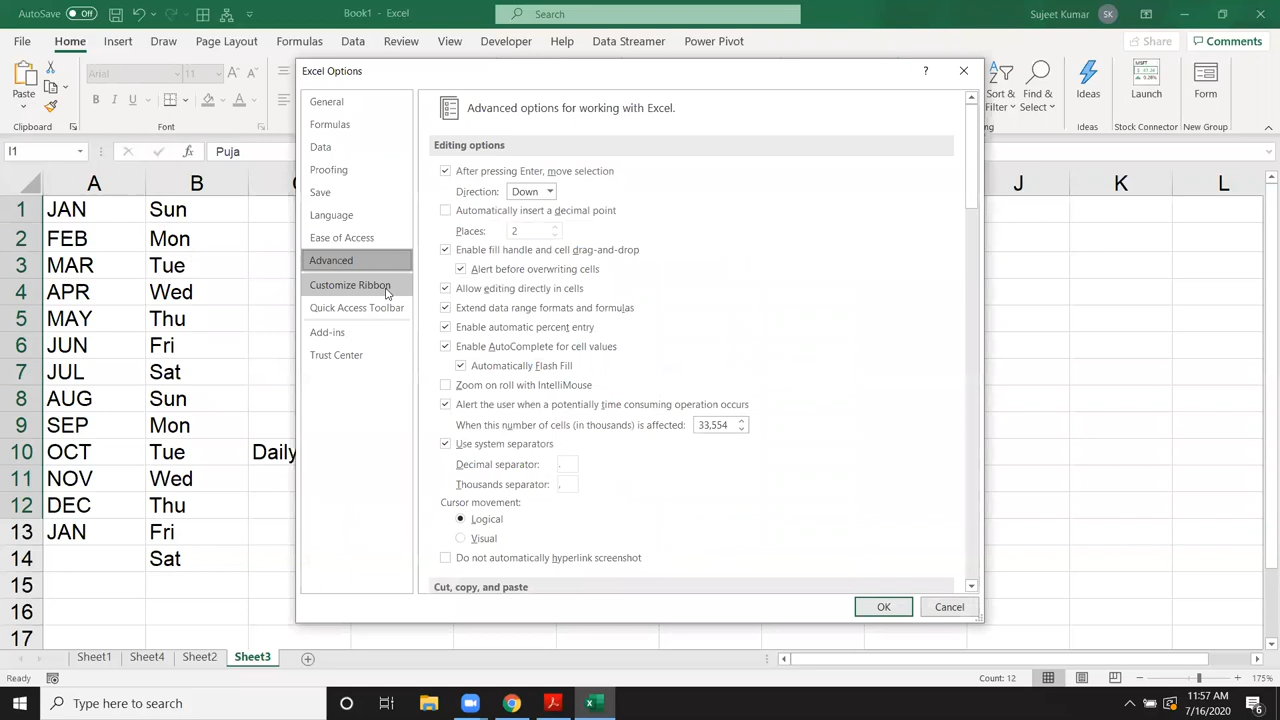 AutoSave Off Book1 - Excel Search Sujeet Kumar SK
File Home Insert Draw Page Layout Formulas Data Review View Developer Help Data Streamer Power Pivot Share Comments
Paste Arial B I U A Sort & Filter Find & Select Ideas Launch Form
Clipboard Font Ideas Stock Connector New Group
I1 fx Puja
A B J K L
1 JAN Sun
2 FEB Mon
3 MAR Tue
4 APR Wed
5 MAY Thu
6 JUN Fri
7 JUL Sat
8 AUG Sun
9 SEP Mon
10 OCT Tue Daily
11 NOV Wed
12 DEC Thu
13 JAN Fri
14 Sat
15
16
17
Excel Options ?
General
Formulas
Data
Proofing
Save
Language
Ease of Access
Advanced
Customize Ribbon
Quick Access Toolbar
Add-ins
Trust Center
Advanced options for working with Excel.
Editing options
After pressing Enter, move selection
Direction: Down
Automatically insert a decimal point
Places: 2
Enable fill handle and cell drag-and-drop
Alert before overwriting cells
Allow editing directly in cells
Extend data range formats and formulas
Enable automatic percent entry
Enable AutoComplete for cell values
Automatically Flash Fill
Zoom on roll with IntelliMouse
Alert the user when a potentially time consuming operation occurs
When this number of cells (in thousands) is affected: 33,554
Use system separators
Decimal separator: .
Thousands separator: ,
Cursor movement:
Logical
Visual
Do not automatically hyperlink screenshot
Cut, copy, and paste
OK Cancel
Sheet1 Sheet4 Sheet2 Sheet3
Ready Count: 12 175%
Type here to search 11:57 AM
7/16/2020 6